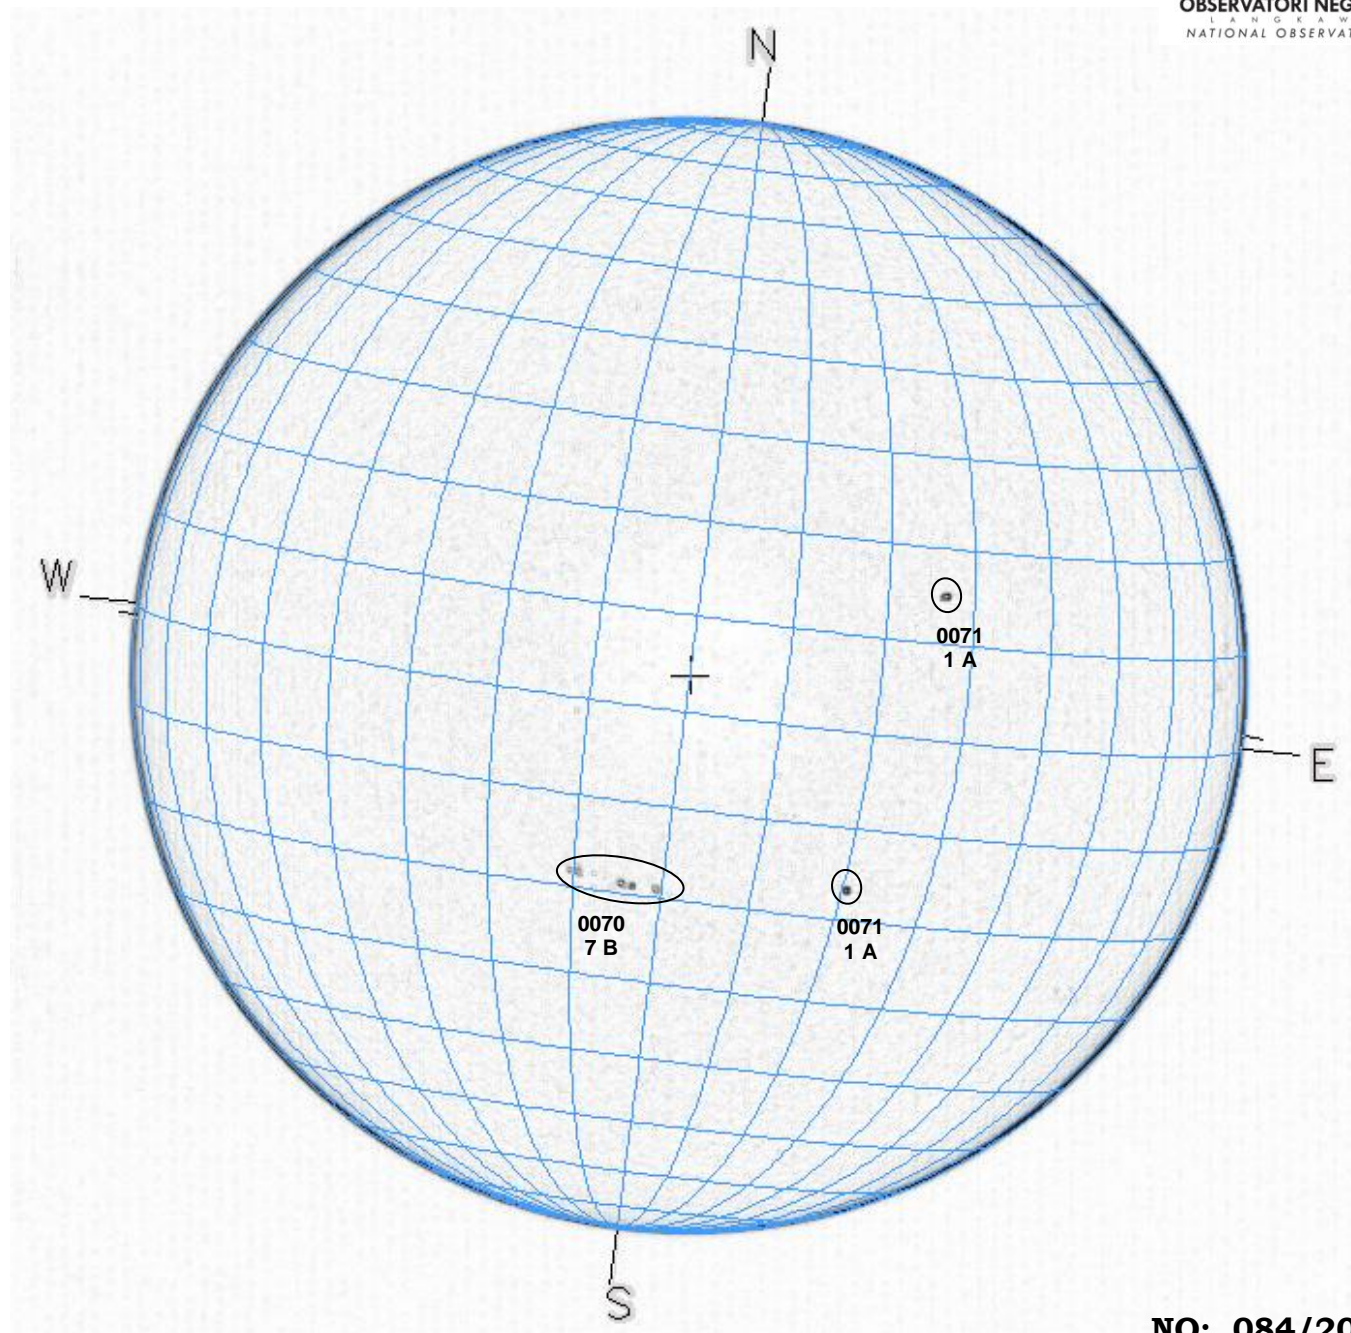 OBSERVATORI NEG
L A N G K A W
NATIONAL OBSERVAT
N
W
0071
1 A
E
0070
7 B
0071
1 A
S
NO: 084/20